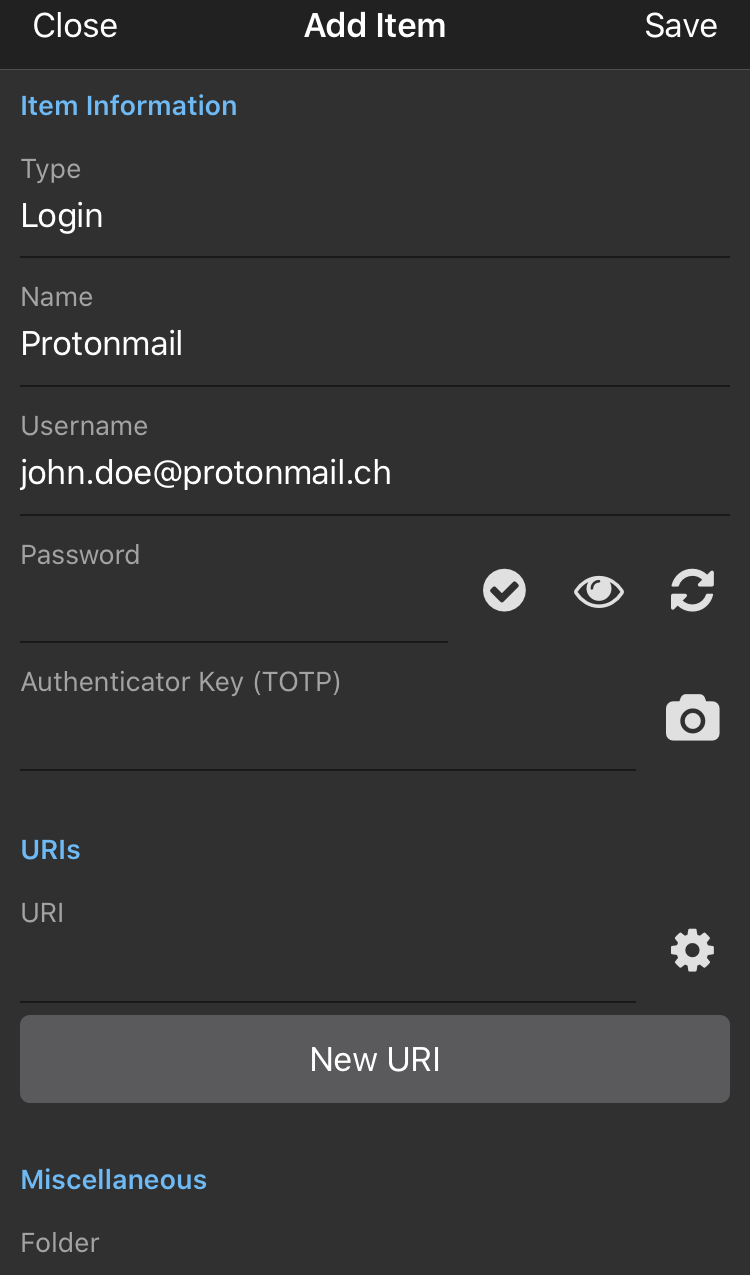 Close Add Item Save
Item Information
Type
Login
Name
Protonmail
Username
john.doe@protonmail.ch
Password
Authenticator Key (TOTP)
URIs
URI
New URI
Miscellaneous
Folder